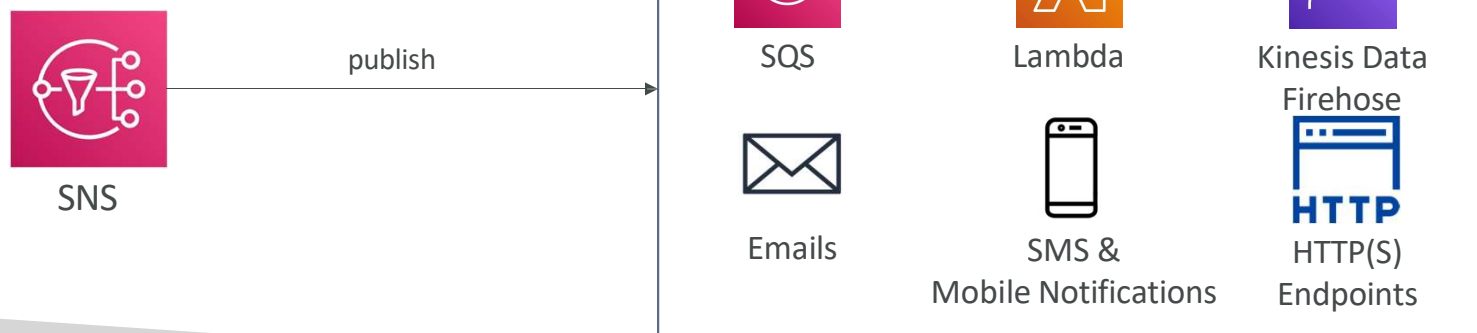 publish
SNS
SQS
Lambda
Kinesis Data
Firehose
Emails
SMS &
Mobile Notifications
HTTP
HTTP(S)
Endpoints